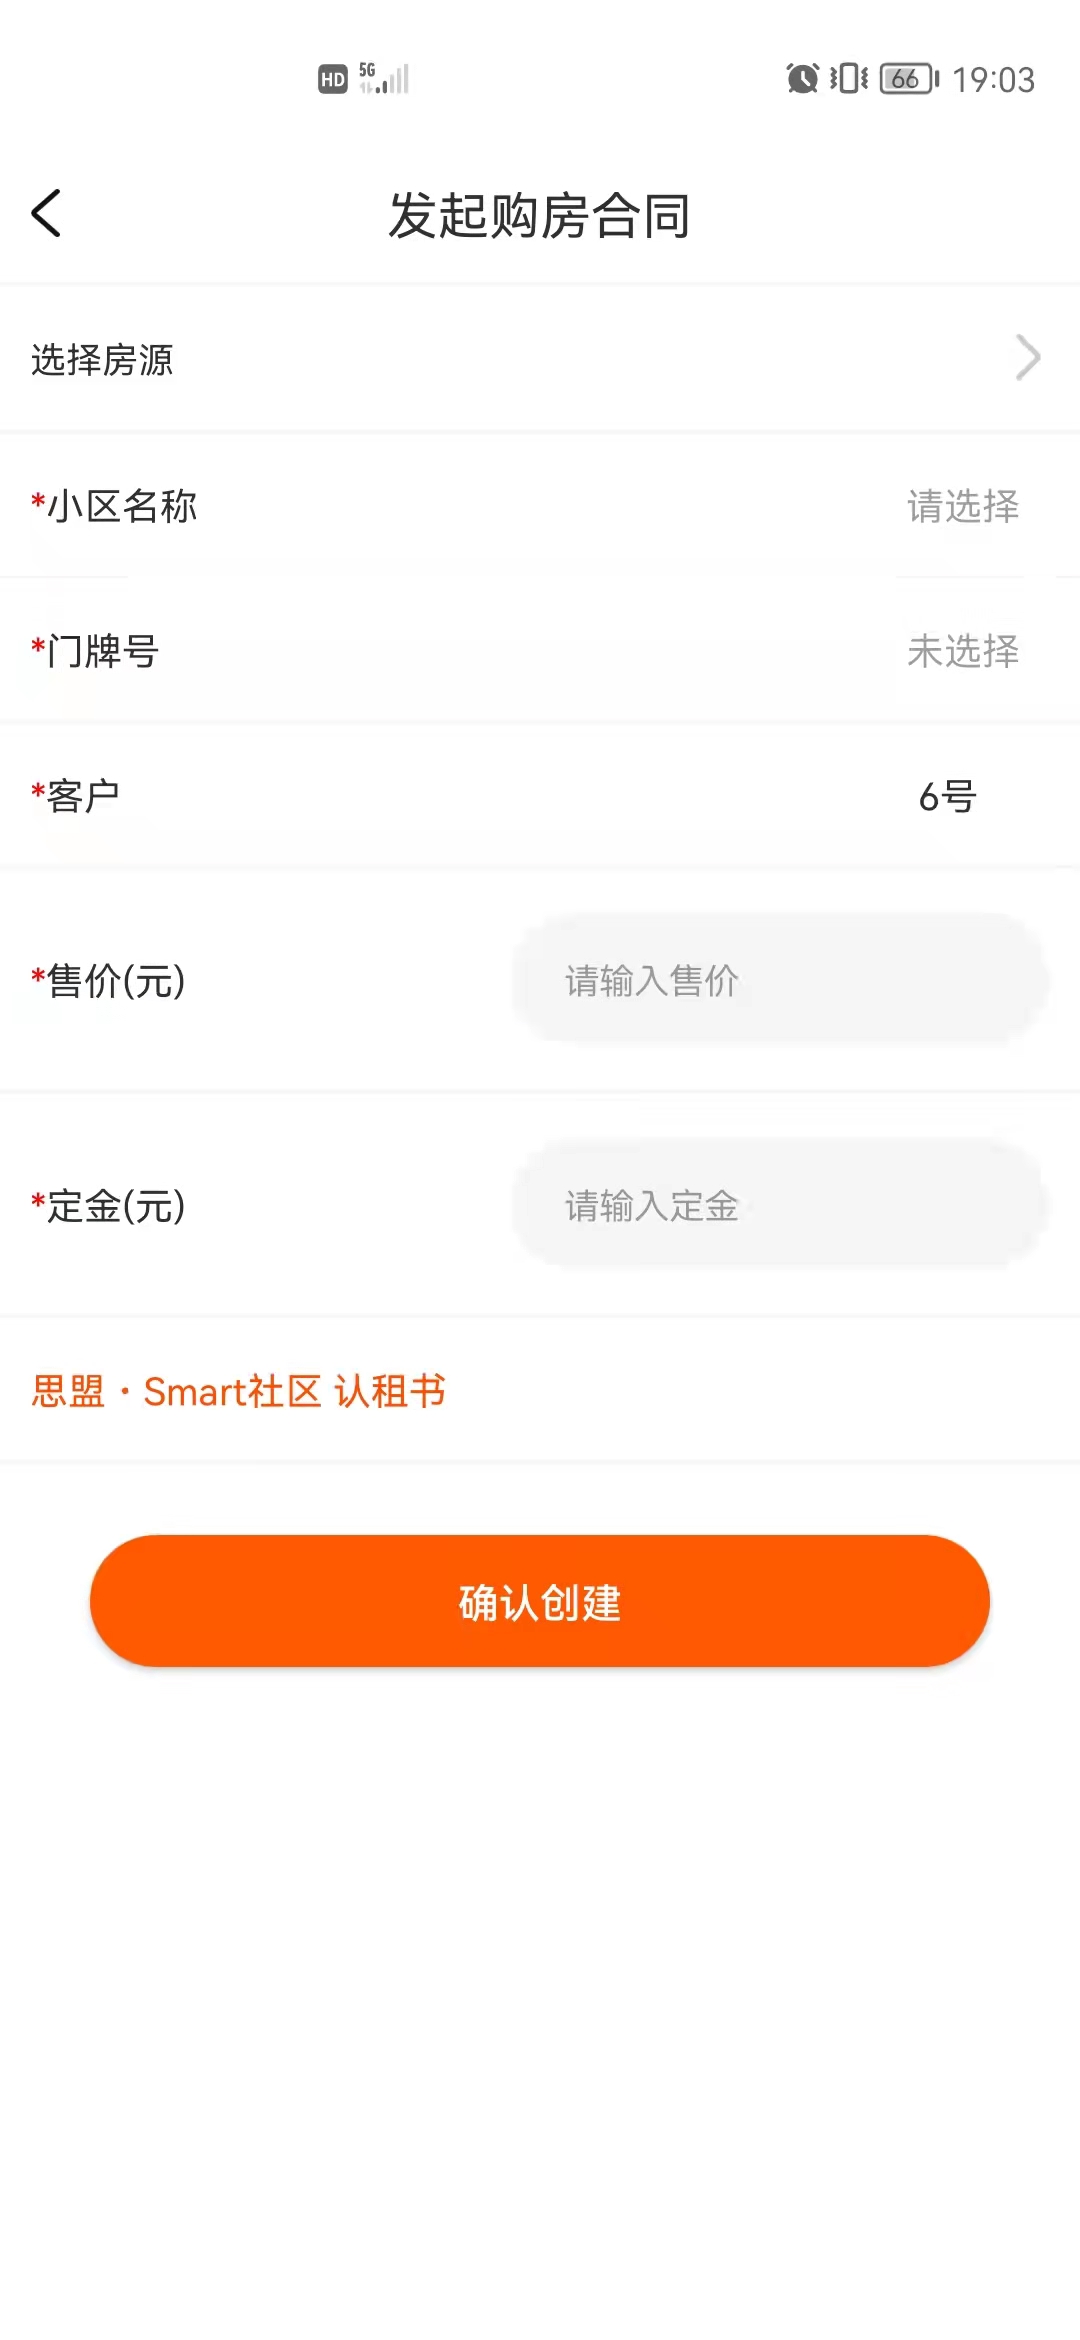 HD 5G 66 19:03
发起购房合同
选择房源
*小区名称 请选择
*门牌号 未选择
*客户 6号
*售价(元) 请输入售价
*定金(元) 请输入定金
思盟·Smart社区 认租书
确认创建